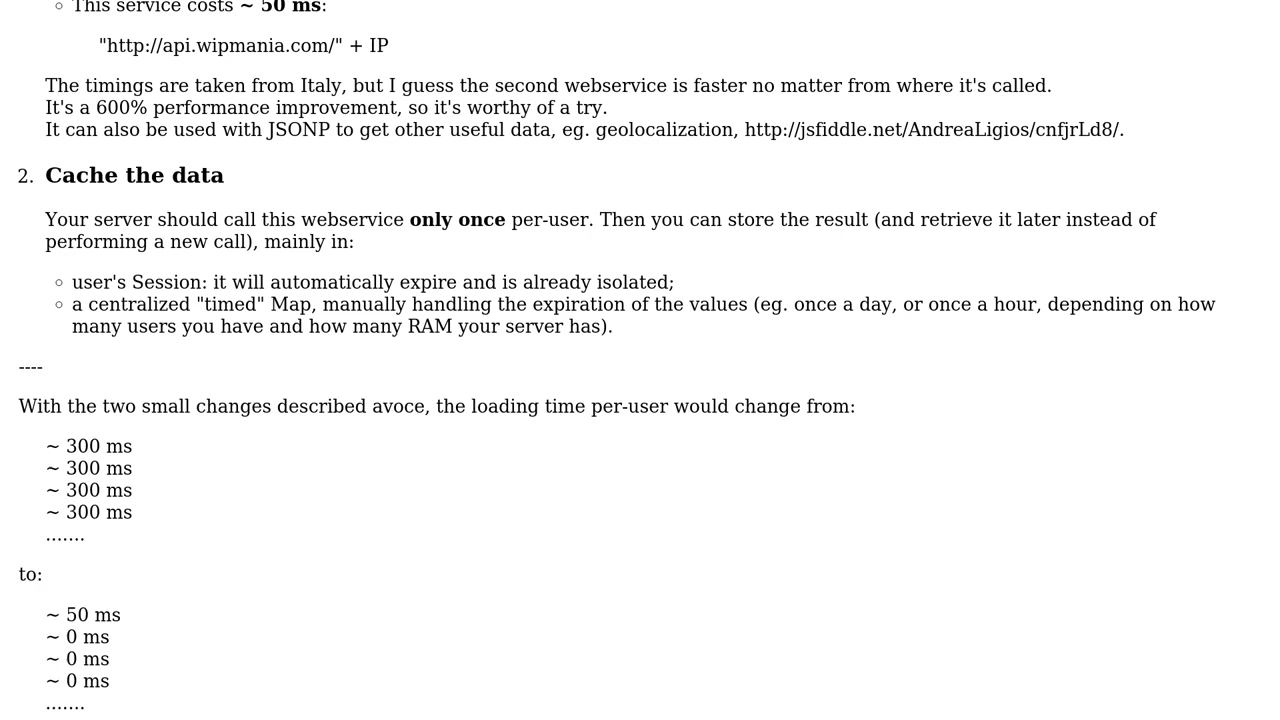 This service costs ~ 50 ms:
"http://api.wipmania.com/" + IP
The timings are taken from Italy, but I guess the second webservice is faster no matter from where it's called.
It's a 600% performance improvement, so it's worthy of a try.
It can also be used with JSONP to get other useful data, eg. geolocalization, http://jsfiddle.net/AndreaLigios/cnfjrLd8/.
2. Cache the data
Your server should call this webservice only once per-user. Then you can store the result (and retrieve it later instead of
performing a new call), mainly in:
◦ user's Session: it will automatically expire and is already isolated;
◦ a centralized "timed" Map, manually handling the expiration of the values (eg. once a day, or once a hour, depending on how
many users you have and how many RAM your server has).
----
With the two small changes described avoce, the loading time per-user would change from:
~ 300 ms
~ 300 ms
~ 300 ms
~ 300 ms
.......
to:
~ 50 ms
~ 0 ms
~ 0 ms
~ 0 ms
.......